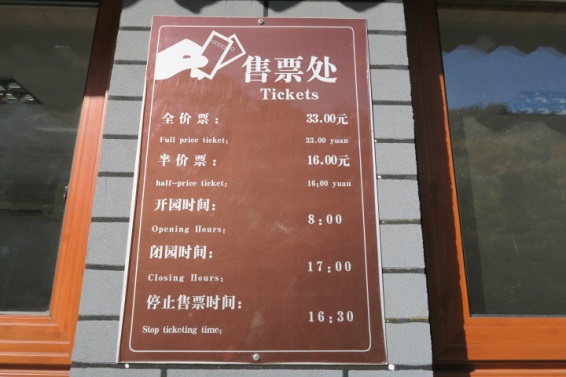 售票处
Tickets
全价票： 33.00元
Full price ticket: 33.00 yuan
半价票： 16.00元
half-price ticket: 16:00 yuan
开园时间：
Opening Hours: 8:00
闭园时间：
Closing Hours: 17:00
停止售票时间：
Stop ticketing time: 16:30